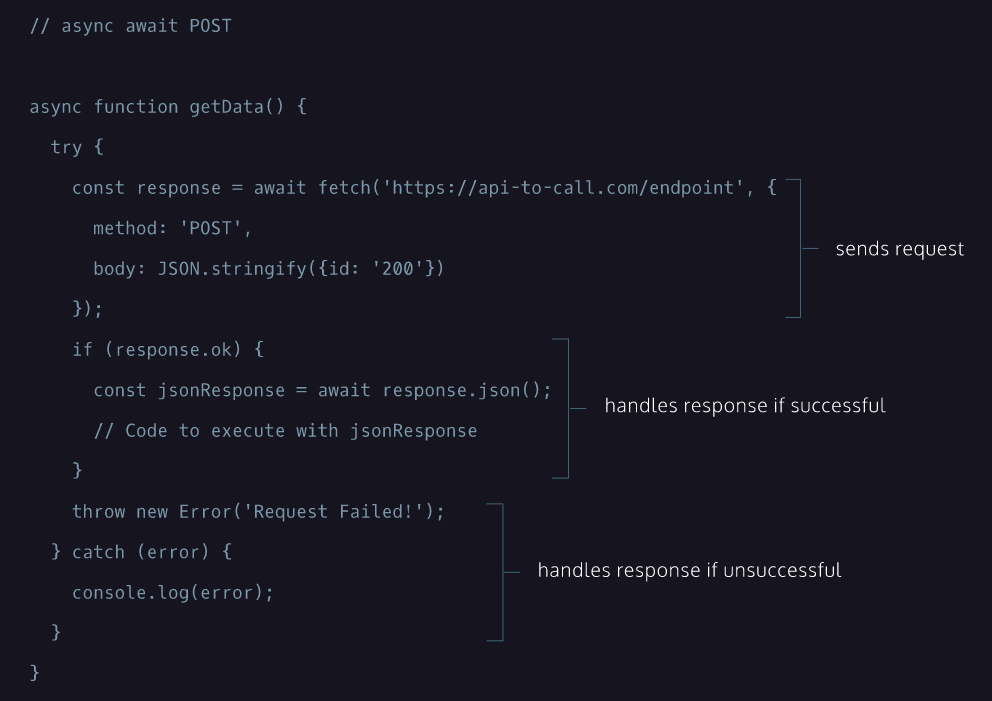 // async await POST
async function getData() {
try {
const response = await fetch('https://api-to-call.com/endpoint', {
method: 'POST',
body: JSON.stringify({id: '200'})
});
sends request
if (response.ok) {
const jsonResponse = await response.json();
// Code to execute with jsonResponse
}
handles response if successful
throw new Error('Request Failed!');
} catch (error) {
console.log(error);
}
handles response if unsuccessful
}